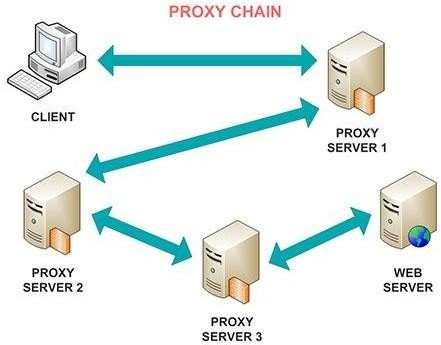 PROXY CHAIN
CLIENT
PROXY
SERVER 1
PROXY
SERVER 2
PROXY
SERVER 3
WEB
SERVER